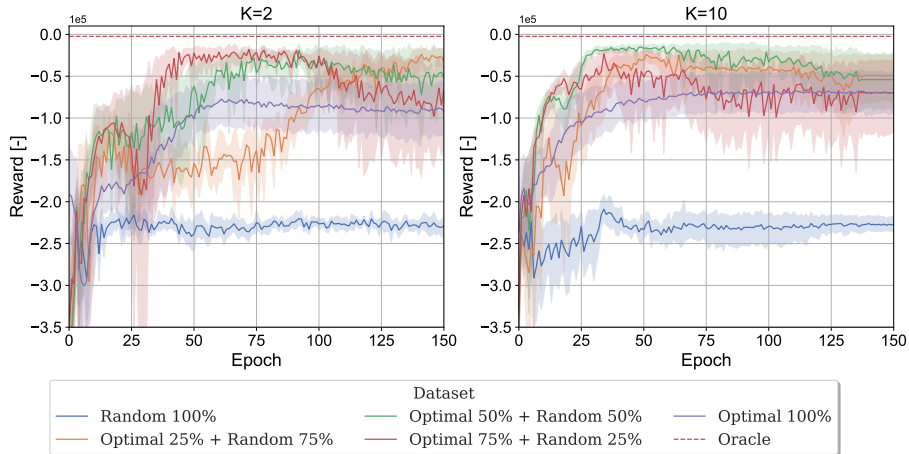 K=2
K=10
1e5
1e5
0.0
−0.5
−1.0
−1.5
−2.0
−2.5
−3.0
−3.5
0.0
−0.5
−1.0
−1.5
−2.0
−2.5
−3.0
−3.5
Reward [-]
Reward [-]
0 25 50 75 100 125 150
0 25 50 75 100 125 150
Epoch
Epoch
Dataset
Random 100%
Optimal 50% + Random 50%
Optimal 100%
Optimal 25% + Random 75%
Optimal 75% + Random 25%
Oracle